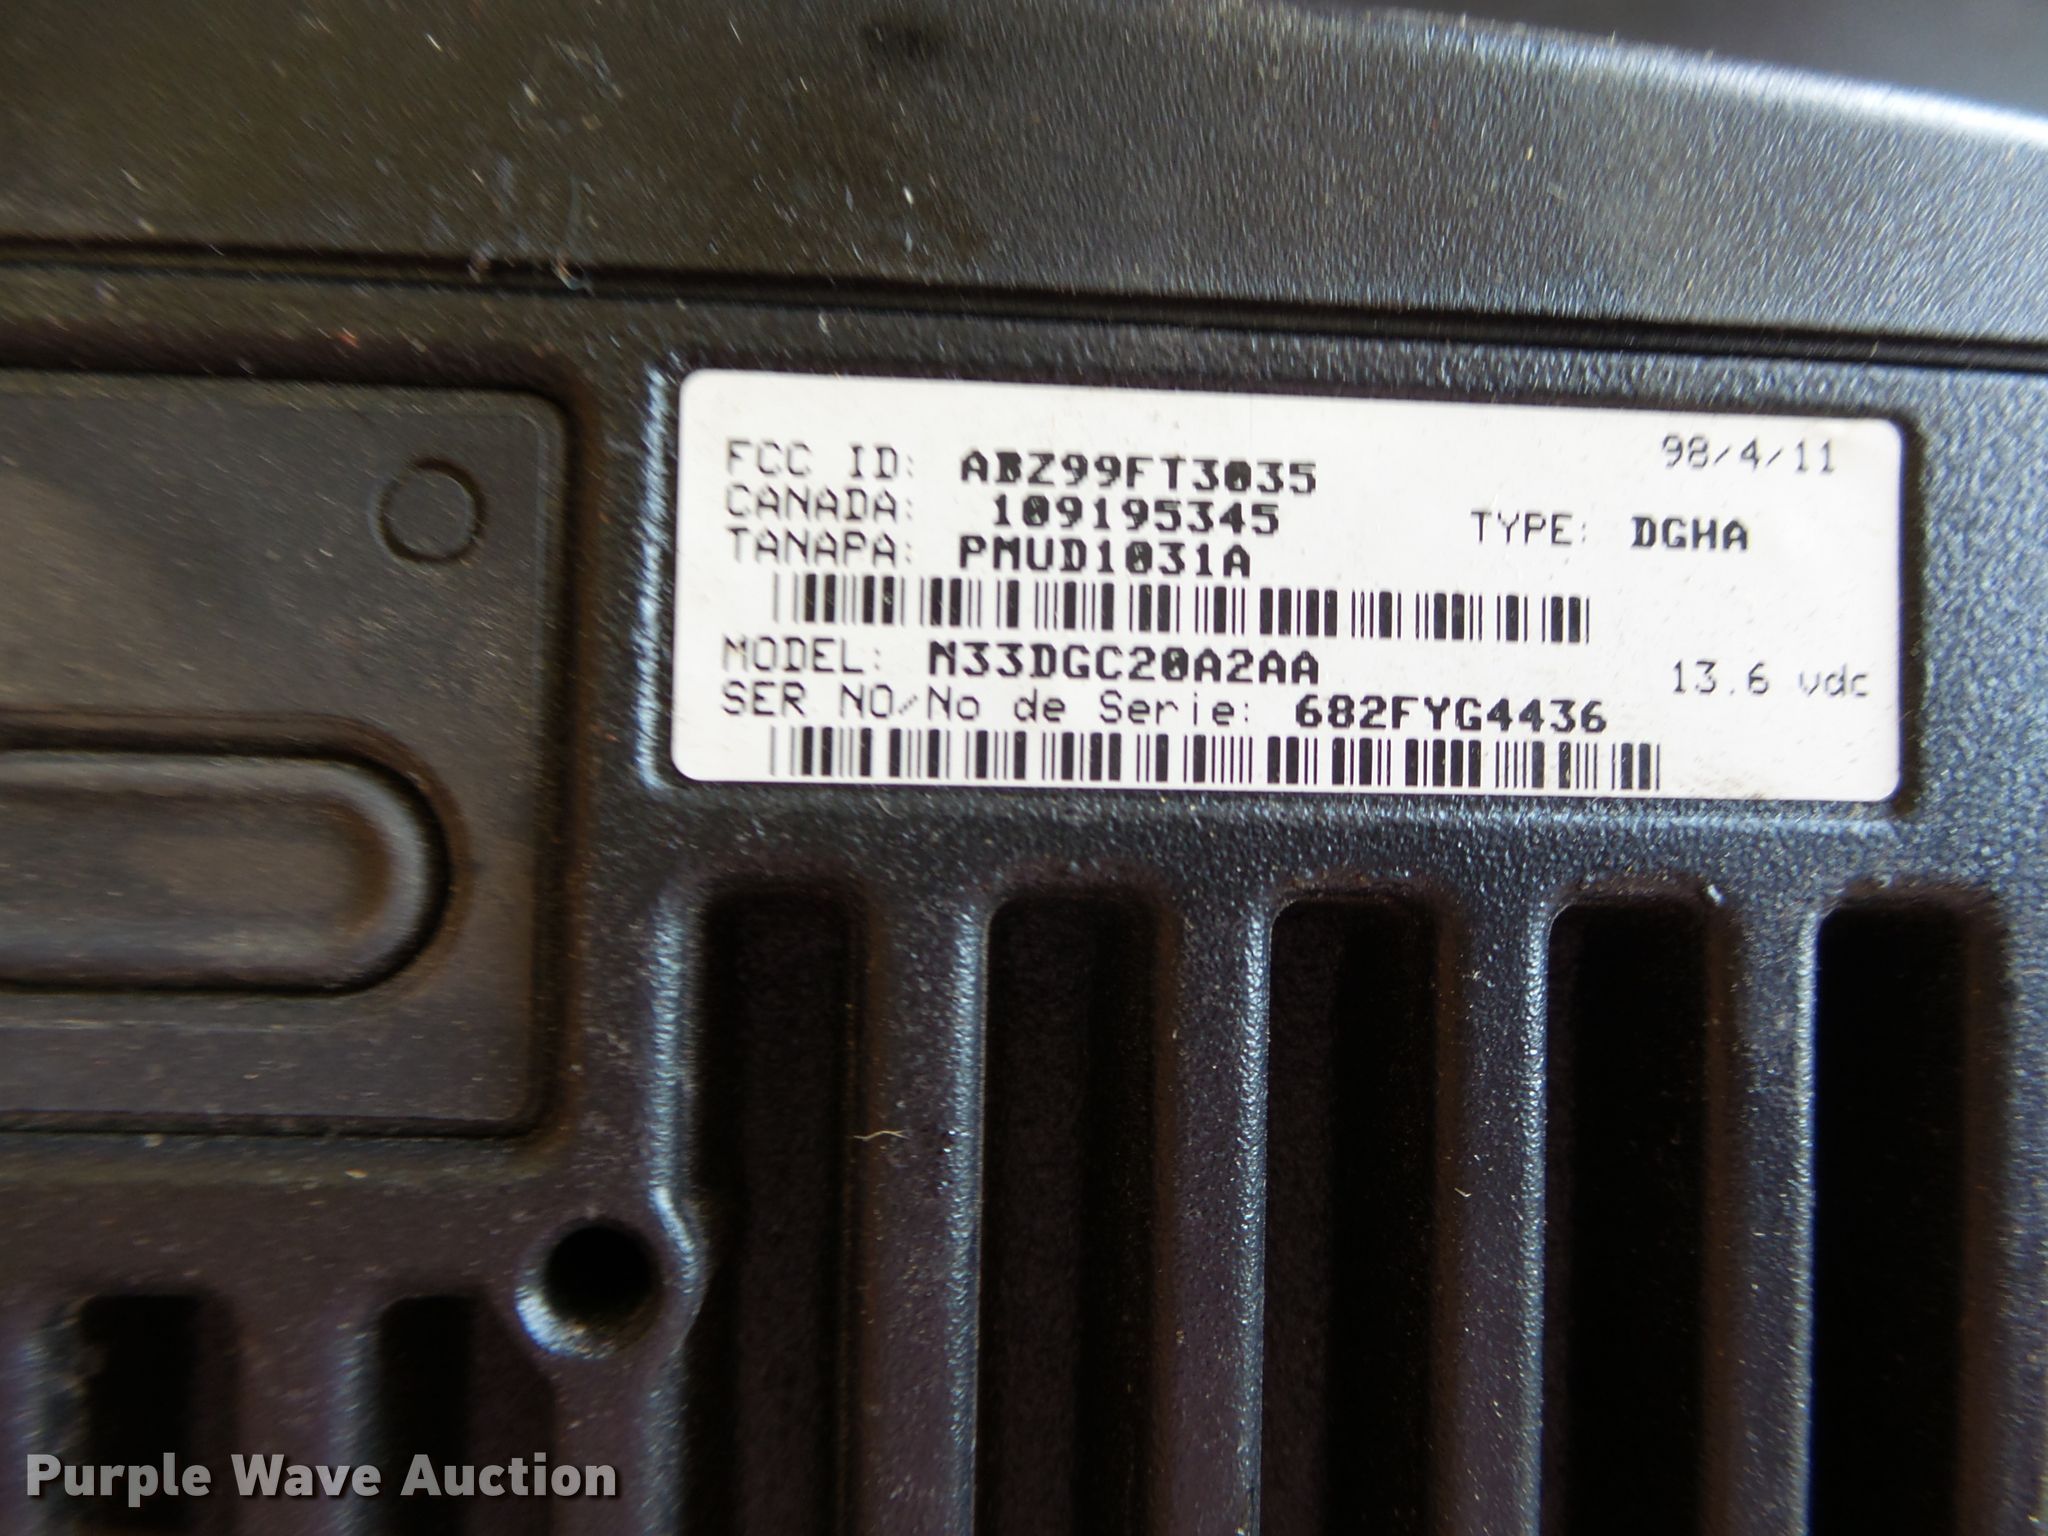 98/4/11
FCC ID: ABZ99FT3035
CANADA: 109195345
TYPE: DGHA
TANAPA: PMUD1031A
MODEL: M33DGC20A2AA
13.6 vdc
SER NO/No de Serie: 682FYG4436
Purple Wave Auction